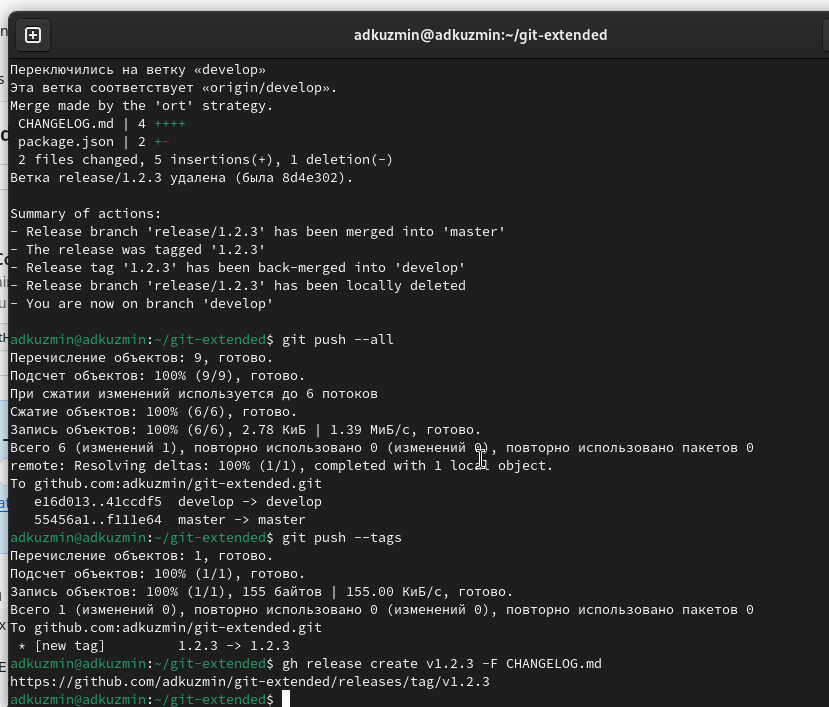 adkuzmin@adkuzmin:~/git-extended
Переключились на ветку «develop»
Эта ветка соответствует «origin/develop».
Merge made by the 'ort' strategy.
 CHANGELOG.md | 4 ++++
 package.json | 2 +-
 2 files changed, 5 insertions(+), 1 deletion(-)
Ветка release/1.2.3 удалена (была 8d4e302).

Summary of actions:
- Release branch 'release/1.2.3' has been merged into 'master'
- The release was tagged '1.2.3'
- Release tag '1.2.3' has been back-merged into 'develop'
- Release branch 'release/1.2.3' has been locally deleted
- You are now on branch 'develop'

adkuzmin@adkuzmin:~/git-extended$ git push --all
Перечисление объектов: 9, готово.
Подсчет объектов: 100% (9/9), готово.
При сжатии изменений используется до 6 потоков
Сжатие объектов: 100% (6/6), готово.
Запись объектов: 100% (6/6), 2.78 КиБ | 1.39 МиБ/с, готово.
Всего 6 (изменений 1), повторно использовано 0 (изменений 0), повторно использовано пакетов 0
remote: Resolving deltas: 100% (1/1), completed with 1 local object.
To github.com:adkuzmin/git-extended.git
   e16d013..41ccdf5  develop -> develop
   55456a1..f111e64  master -> master
adkuzmin@adkuzmin:~/git-extended$ git push --tags
Перечисление объектов: 1, готово.
Подсчет объектов: 100% (1/1), готово.
Запись объектов: 100% (1/1), 155 байтов | 155.00 КиБ/с, готово.
Всего 1 (изменений 0), повторно использовано 0 (изменений 0), повторно использовано пакетов 0
To github.com:adkuzmin/git-extended.git
 * [new tag]         1.2.3 -> 1.2.3
adkuzmin@adkuzmin:~/git-extended$ gh release create v1.2.3 -F CHANGELOG.md
https://github.com/adkuzmin/git-extended/releases/tag/v1.2.3
adkuzmin@adkuzmin:~/git-extended$